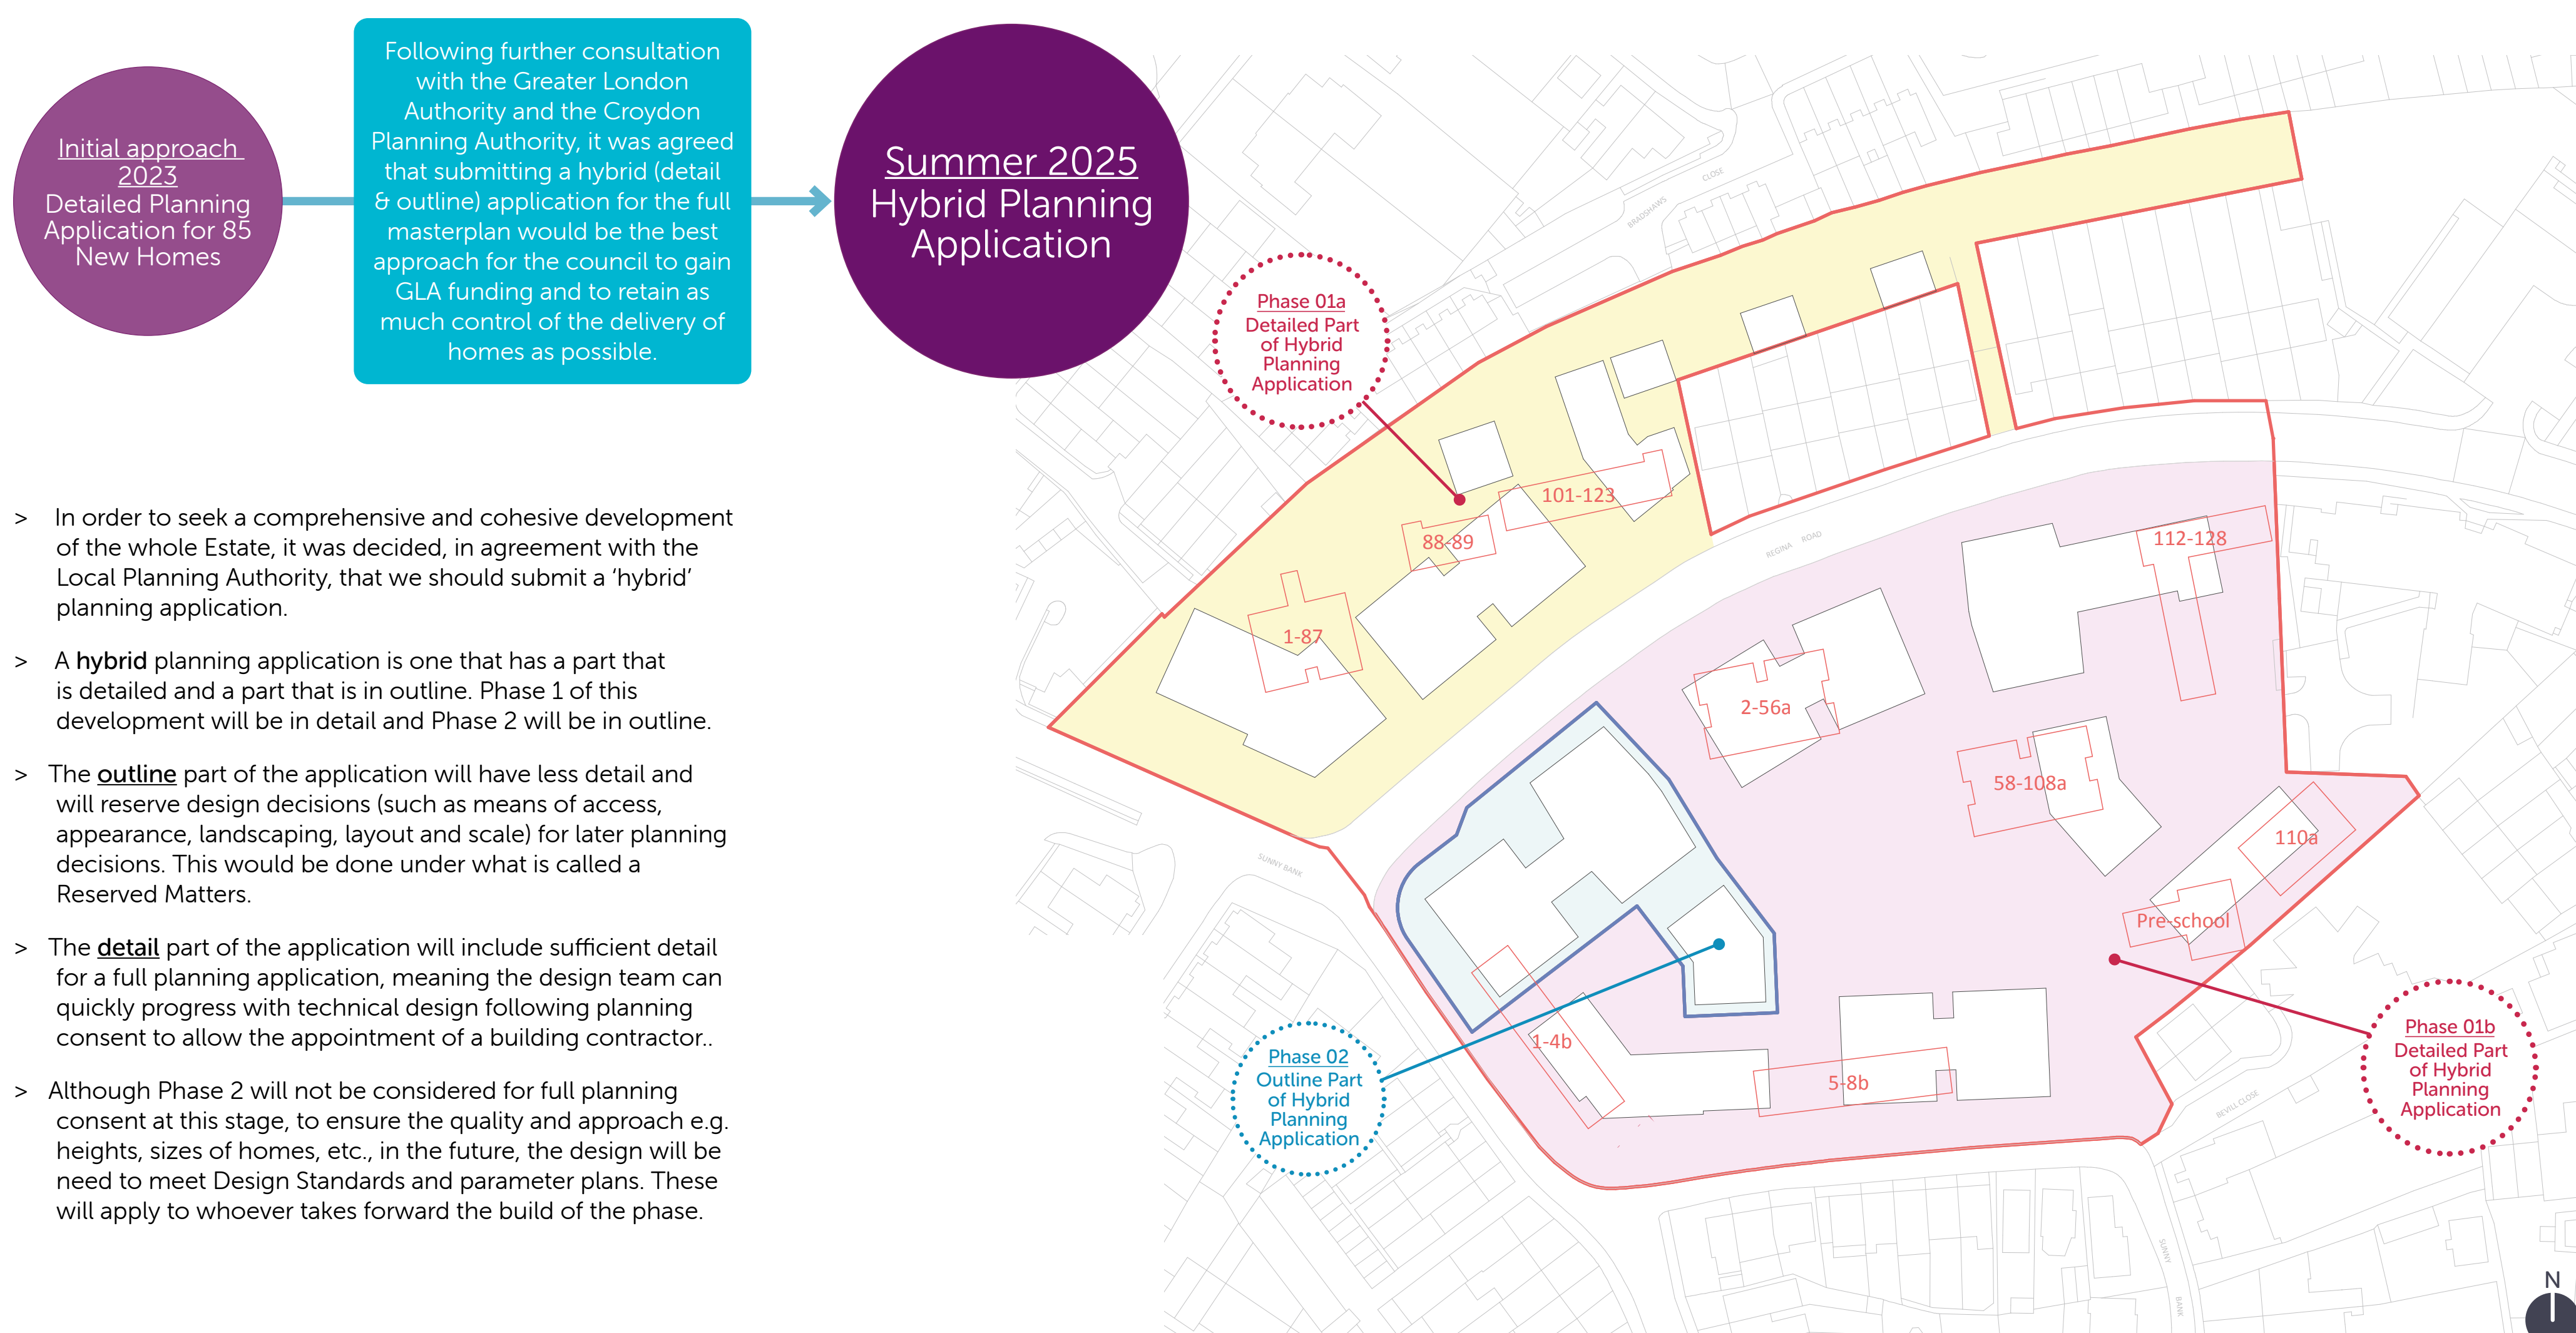 Initial approach
2023
Detailed Planning
Application for 85
New Homes
Following further consultation
with the Greater London
Authority and the Croydon
Planning Authority, it was agreed
that submitting a hybrid (detail
& outline) application for the full
masterplan would be the best
approach for the council to gain
GLA funding and to retain as
much control of the delivery of
homes as possible.
Summer 2025
Hybrid Planning
Application
> In order to seek a comprehensive and cohesive development
of the whole Estate, it was decided, in agreement with the
Local Planning Authority, that we should submit a ‘hybrid’
planning application.
> A hybrid planning application is one that has a part that
is detailed and a part that is in outline. Phase 1 of this
development will be in detail and Phase 2 will be in outline.
> The outline part of the application will have less detail and
will reserve design decisions (such as means of access,
appearance, landscaping, layout and scale) for later planning
decisions. This would be done under what is called a
Reserved Matters.
> The detail part of the application will include sufficient detail
for a full planning application, meaning the design team can
quickly progress with technical design following planning
consent to allow the appointment of a building contractor..
> Although Phase 2 will not be considered for full planning
consent at this stage, to ensure the quality and approach e.g.
heights, sizes of homes, etc., in the future, the design will be
need to meet Design Standards and parameter plans. These
will apply to whoever takes forward the build of the phase.
BRADSHAWS CLOSE
Phase 01a
Detailed Part
of Hybrid
Planning
Application
101-123
88-89
1-87
REGINA ROAD
112-128
2-56a
58-108a
110a
Pre-school
SUNNY BANK
1-4b
5-8b
Phase 02
Outline Part
of Hybrid
Planning
Application
Phase 01b
Detailed Part
of Hybrid
Planning
Application
BEVILL CLOSE
SUNNY BANK
N